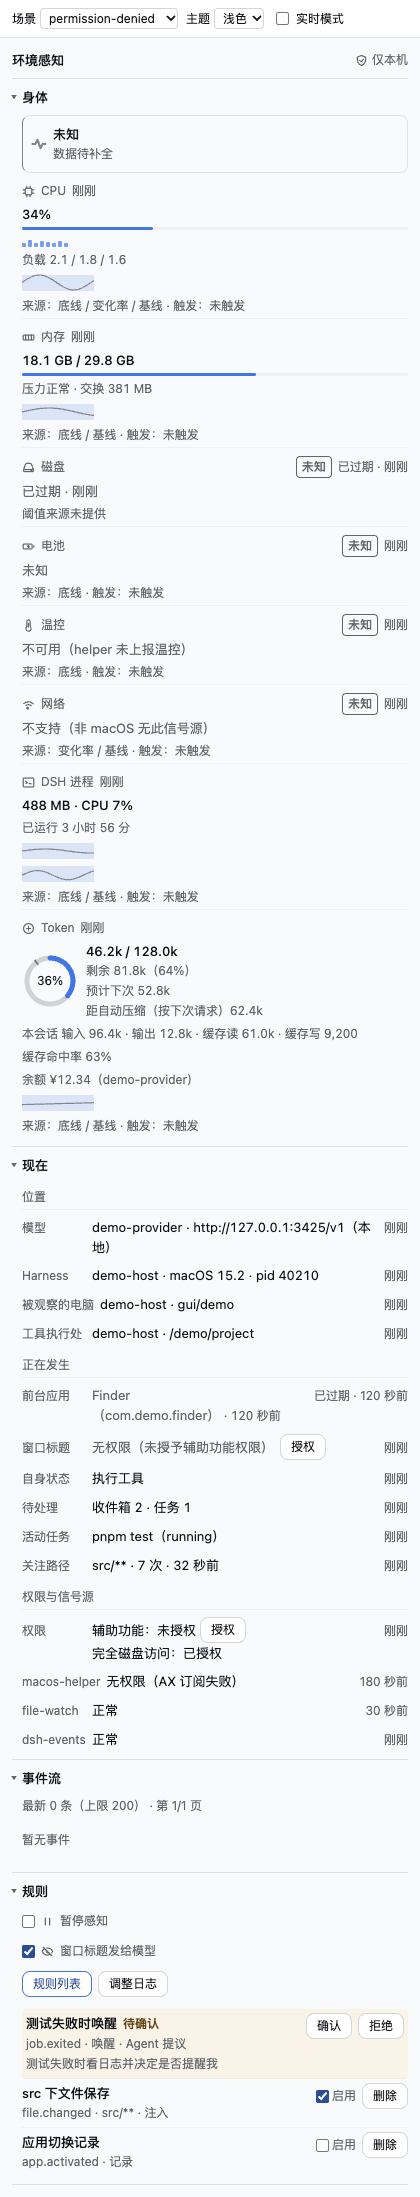 场景 permission-denied 主题 浅色 实时模式
环境感知 仅本机
身体
未知
数据待补全
CPU 刚刚
34%
负载 2.1 / 1.8 / 1.6
来源：底线 / 变化率 / 基线 · 触发：未触发
内存 刚刚
18.1 GB / 29.8 GB
压力正常 · 交换 381 MB
来源：底线 / 基线 · 触发：未触发
磁盘 未知 已过期 · 刚刚
已过期 · 刚刚
阈值来源未提供
电池 未知 刚刚
未知
来源：底线 · 触发：未触发
温控 未知 刚刚
不可用（helper 未上报温控）
来源：底线 · 触发：未触发
网络 未知 刚刚
不支持（非 macOS 无此信号源）
来源：变化率 / 基线 · 触发：未触发
DSH 进程 刚刚
488 MB · CPU 7%
已运行 3 小时 56 分
来源：底线 / 基线 · 触发：未触发
Token 刚刚
36%
46.2k / 128.0k
剩余 81.8k（64%）
预计下次 52.8k
距自动压缩（按下次请求）62.4k
本会话 输入 96.4k · 输出 12.8k · 缓存读 61.0k · 缓存写 9,200
缓存命中率 63%
余额 ¥12.34（demo-provider）
来源：底线 / 基线 · 触发：未触发
现在
位置
模型 demo-provider · http://127.0.0.1:3425/v1（本 刚刚
地）
Harness demo-host · macOS 15.2 · pid 40210 刚刚
被观察的电脑 demo-host · gui/demo 刚刚
工具执行处 demo-host · /demo/project 刚刚
正在发生
前台应用 Finder 已过期 · 120 秒前
（com.demo.finder） · 120 秒前
窗口标题 无权限（未授予辅助功能权限） 授权 刚刚
自身状态 执行工具 刚刚
待处理 收件箱 2 · 任务 1 刚刚
活动任务 pnpm test（running） 刚刚
关注路径 src/** · 7 次 · 32 秒前 刚刚
权限与信号源
权限 辅助功能：未授权 授权 刚刚
完全磁盘访问：已授权
macos-helper 无权限（AX 订阅失败） 180 秒前
file-watch 正常 30 秒前
dsh-events 正常 刚刚
事件流
最新 0 条（上限 200） · 第 1/1 页
暂无事件
规则
暂停感知
窗口标题发给模型
规则列表 调整日志
测试失败时唤醒 待确认 确认 拒绝
job.exited · 唤醒 · Agent 提议
测试失败时看日志并决定是否提醒我
src 下文件保存 启用 删除
file.changed · src/** · 注入
应用切换记录 启用 删除
app.activated · 记录